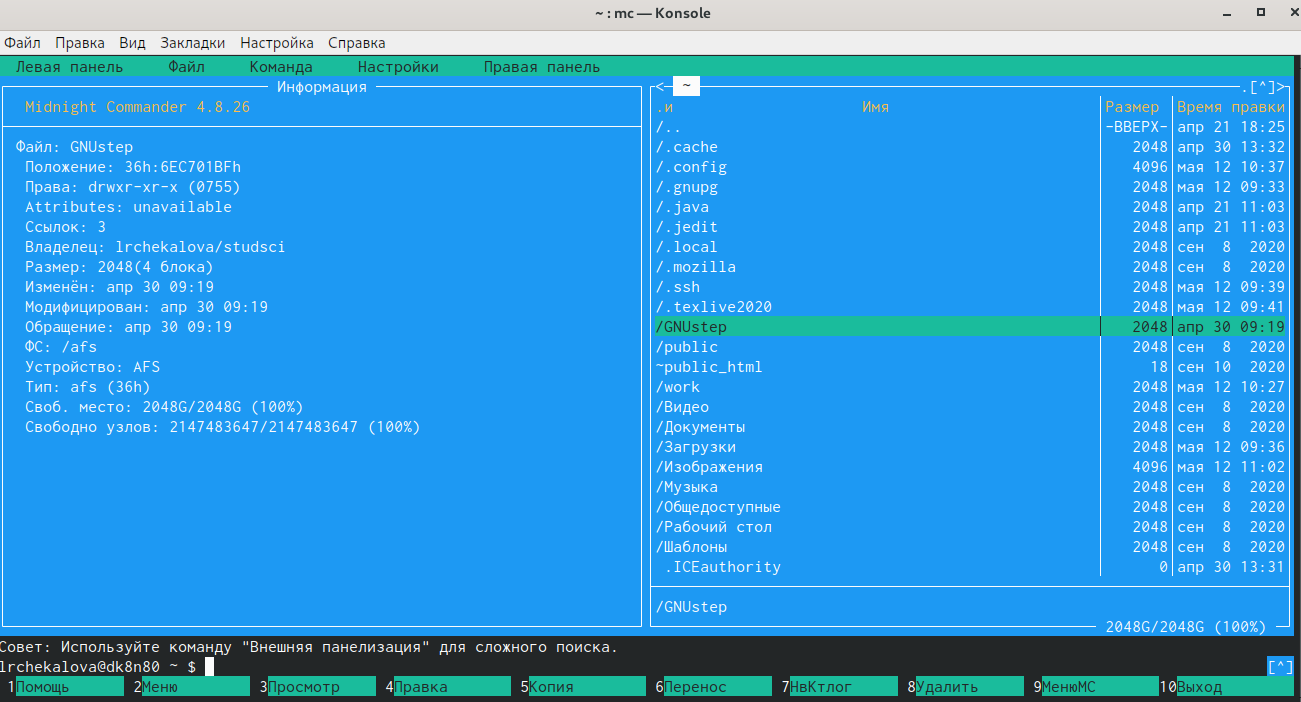 ~ : mc — Konsole
Файл Правка Вид Закладки Настройка Справка
Левая панель Файл Команда Настройки Правая панель
Информация
Midnight Commander 4.8.26
Файл: GNUstep
Положение: 36h:6EC701BFh
Права: drwxr-xr-x (0755)
Attributes: unavailable
Ссылок: 3
Владелец: lrchekalova/studsci
Размер: 2048(4 блока)
Изменён: апр 30 09:19
Модифицирован: апр 30 09:19
Обращение: апр 30 09:19
ФС: /afs
Устройство: AFS
Тип: afs (36h)
Своб. место: 2048G/2048G (100%)
Свободно узлов: 2147483647/2147483647 (100%)
<- ~ .[^]>
.и Имя Размер Время правки
/.. -ВВЕРХ- апр 21 18:25
/.cache 2048 апр 30 13:32
/.config 4096 мая 12 10:37
/.gnupg 2048 мая 12 09:33
/.java 2048 апр 21 11:03
/.jedit 2048 апр 21 11:03
/.local 2048 сен 8 2020
/.mozilla 2048 сен 8 2020
/.ssh 2048 мая 12 09:39
/.texlive2020 2048 мая 12 09:41
/GNUstep 2048 апр 30 09:19
/public 2048 сен 8 2020
~public_html 18 сен 10 2020
/work 2048 мая 12 10:27
/Видео 2048 сен 8 2020
/Документы 2048 сен 8 2020
/Загрузки 2048 мая 12 09:36
/Изображения 4096 мая 12 11:02
/Музыка 2048 сен 8 2020
/Общедоступные 2048 сен 8 2020
/Рабочий стол 2048 сен 8 2020
/Шаблоны 2048 сен 8 2020
.ICEauthority 0 апр 30 13:31
/GNUstep
2048G/2048G (100%)
Совет: Используйте команду "Внешняя панелизация" для сложного поиска.
lrchekalova@dk8n80 ~ $ [^]
1Помощь 2Меню 3Просмотр 4Правка 5Копия 6Перенос 7НвКтлог 8Удалить 9МенюMC 10Выход